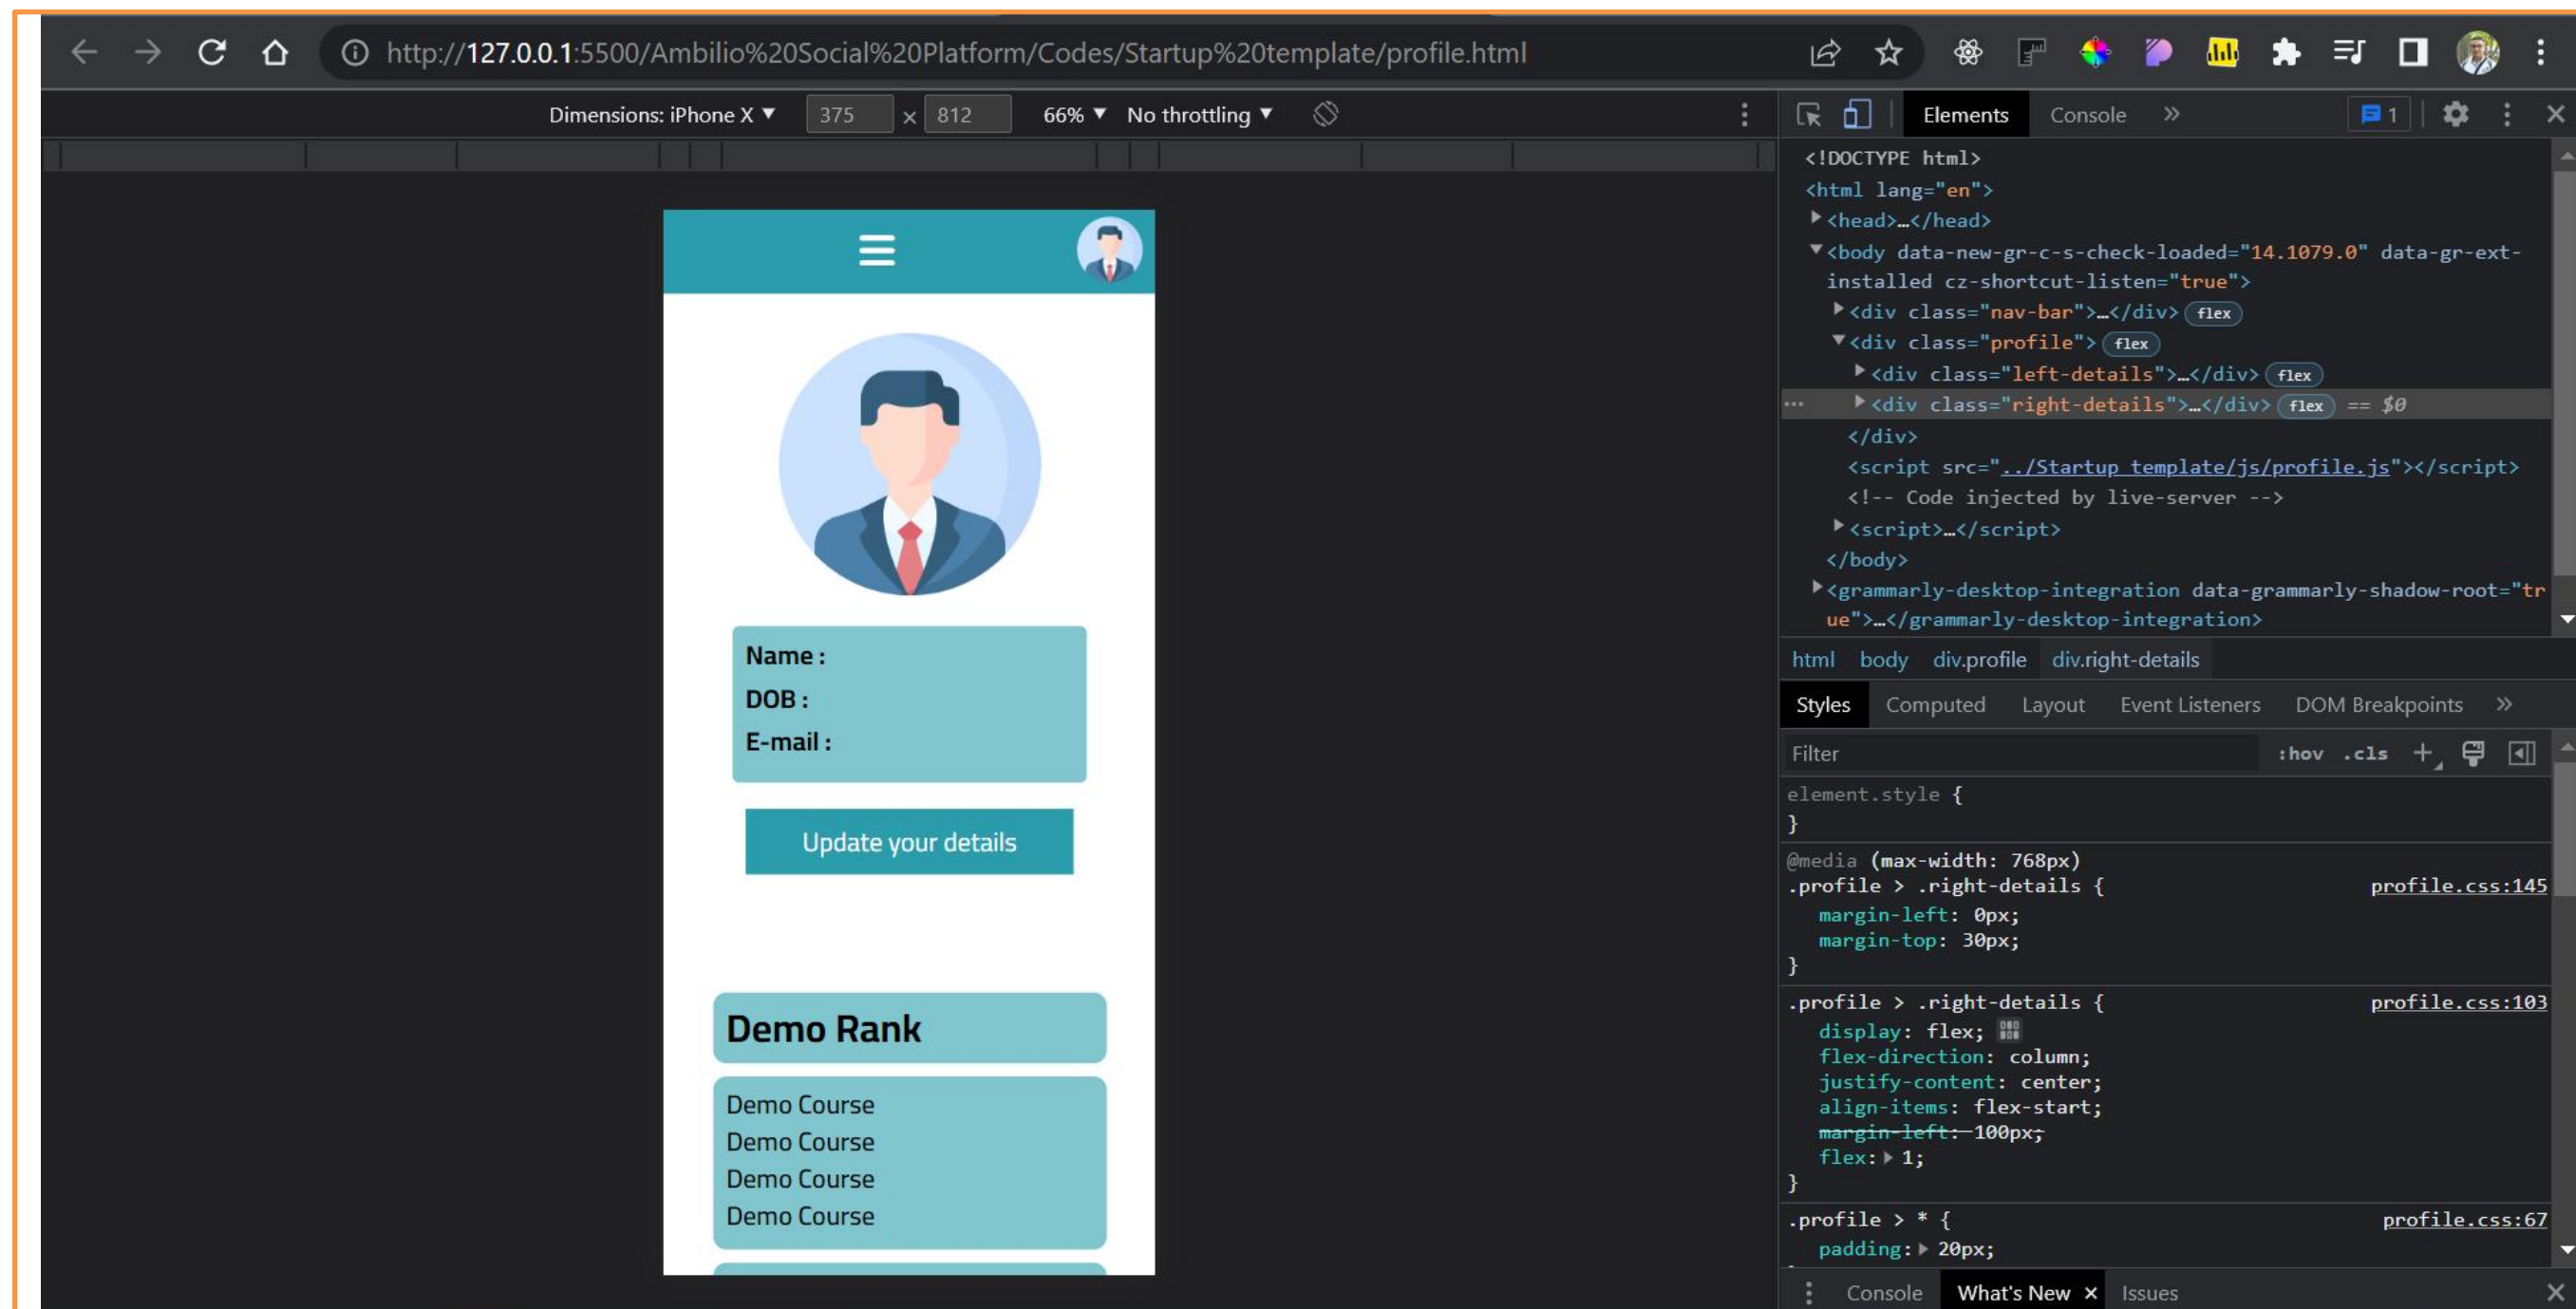 http://127.0.0.1:5500/Ambilio%20Social%20Platform/Codes/Startup%20template/profile.html
Dimensions: iPhone X ▼ 375 × 812 66% ▼ No throttling ▼
Name :
DOB :
E-mail :
Update your details
Demo Rank
Demo Course
Demo Course
Demo Course
Demo Course
Elements Console » 1
<!DOCTYPE html>
<html lang="en">
<head>…</head>
<body data-new-gr-c-s-check-loaded="14.1079.0" data-gr-ext-
installed cz-shortcut-listen="true">
<div class="nav-bar">…</div> flex
<div class="profile"> flex
<div class="left-details">…</div> flex
… <div class="right-details">…</div> flex == $0
</div>
<script src="../Startup template/js/profile.js"></script>
<!-- Code injected by live-server -->
<script>…</script>
</body>
<grammarly-desktop-integration data-grammarly-shadow-root="tr
ue">…</grammarly-desktop-integration>
html body div.profile div.right-details
Styles Computed Layout Event Listeners DOM Breakpoints »
Filter :hov .cls +
element.style {
}
@media (max-width: 768px)
.profile > .right-details { profile.css:145
margin-left: 0px;
margin-top: 30px;
}
.profile > .right-details { profile.css:103
display: flex;
flex-direction: column;
justify-content: center;
align-items: flex-start;
margin-left: 100px;
flex: 1;
}
.profile > * { profile.css:67
padding: 20px;
Console What's New × Issues